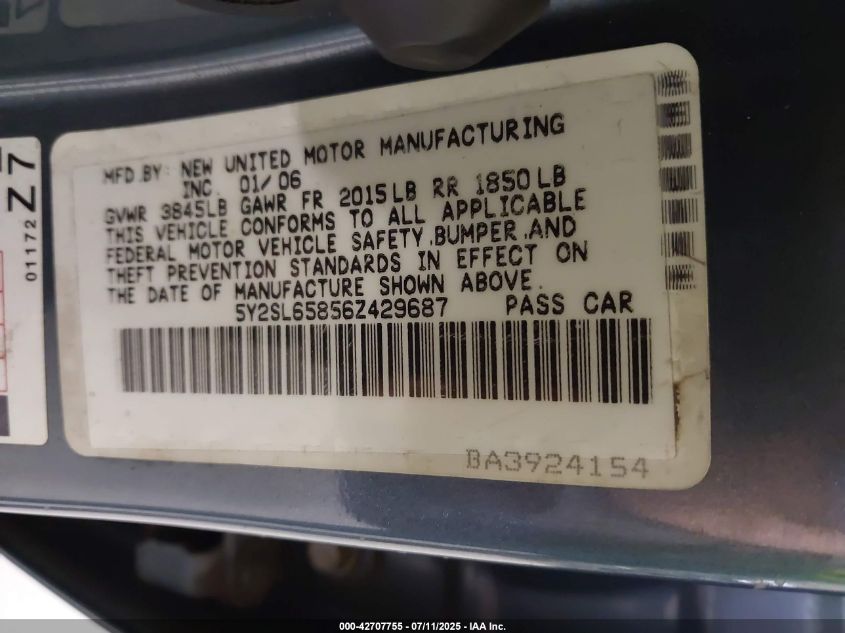 MFD.BY: NEW UNITED MOTOR MANUFACTURING
INC. 01/06
GVWR 3845LB GAWR FR 2015LB RR 1850LB
THIS VEHICLE CONFORMS TO ALL APPLICABLE
FEDERAL MOTOR VEHICLE SAFETY,BUMPER,AND
THEFT PREVENTION STANDARDS IN EFFECT ON
THE DATE OF MANUFACTURE SHOWN ABOVE.
5Y2SL65856Z429687 PASS CAR
BA3924154
01172
Z7
000-42707755 - 07/11/2025 - IAA Inc.